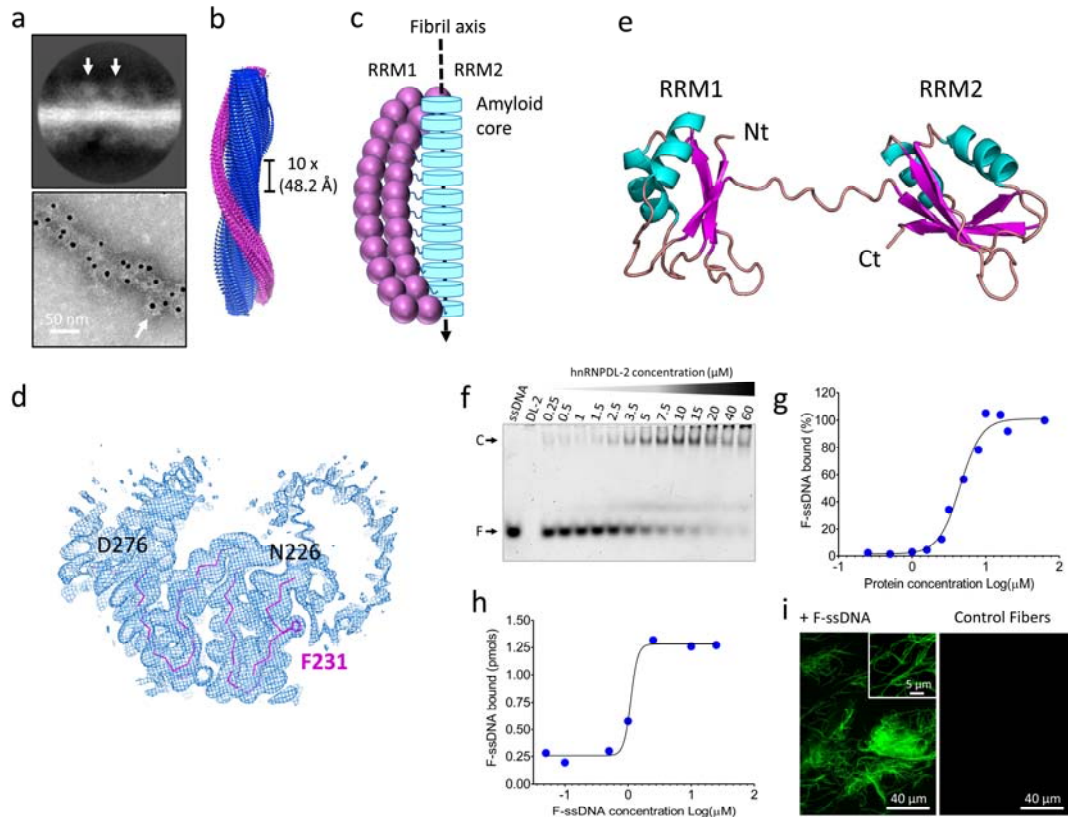 a
50 nm
b
10 x
(48.2 Å)
c
Fibril axis
RRM1 RRM2
Amyloid
core
e
RRM1
RRM2
Nt
Ct
d
D276
N226
F231
f
hnRNPDL-2 concentration (μM)
ssDNA DL-2 0.25 0.5 1 1.5 2.5 3.5 5 7.5 10 15 20 40 60
C
F
g
F-ssDNA bound (%)
120
100
80
60
40
20
0
-1 0 1 2
Protein concentration Log(μM)
h
F-ssDNA bound (pmols)
1.50
1.25
1.00
0.75
0.50
0.25
0.00
-1 0 1 2
F-ssDNA concentration Log(μM)
i
+ F-ssDNA Control Fibers
5 μm
40 μm 40 μm